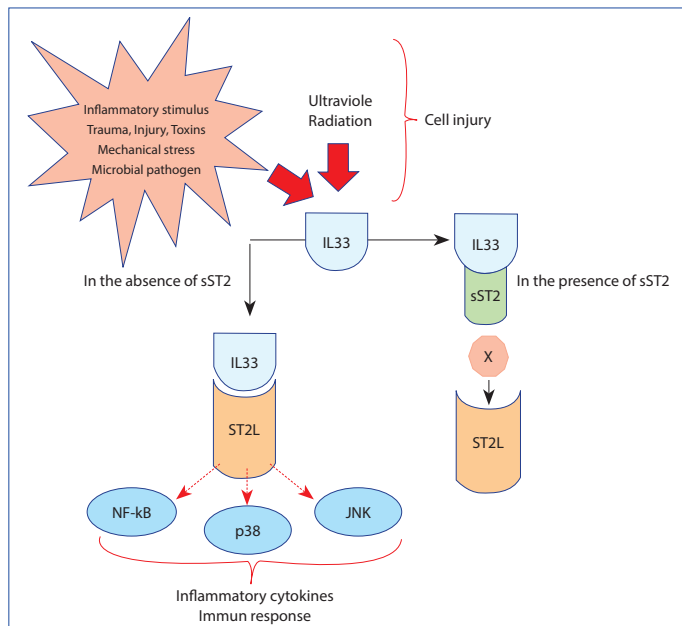 Inflammatory stimulus
Trauma, Injury, Toxins
Mechanical stress
Microbial pathogen
Ultraviole
Radiation
Cell injury
IL33
In the absence of sST2
IL33
sST2
In the presence of sST2
X
IL33
ST2L
ST2L
NF-kB
p38
JNK
Inflammatory cytokines
Immun response